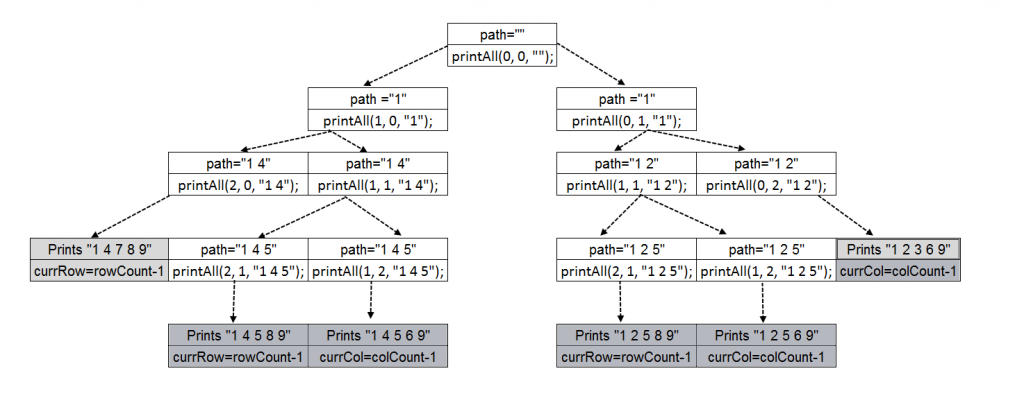 path=""
printAll(0, 0, "");
path ="1"
path ="1"
printAll(1, 0, "1");
printAll(0, 1, "1");
path="1 4"
path="1 4"
path="1 2"
path="1 2"
printAll(2, 0, "1 4");
printAll(1, 1, "1 4");
printAll(1, 1, "1 2");
printAll(0, 2, "1 2");
Prints "1 4 7 8 9"
path="1 4 5"
path="1 4 5"
path="1 2 5"
path="1 2 5"
Prints "1 2 3 6 9"
currRow=rowCount-1
printAll(2, 1, "1 4 5");
printAll(1, 2, "1 4 5");
printAll(2, 1, "1 2 5");
printAll(1, 2, "1 2 5");
currCol=colCount-1
Prints "1 4 5 8 9"
Prints "1 4 5 6 9"
Prints "1 2 5 8 9"
Prints "1 2 5 6 9"
currRow=rowCount-1
currCol=colCount-1
currRow=rowCount-1
currCol=colCount-1